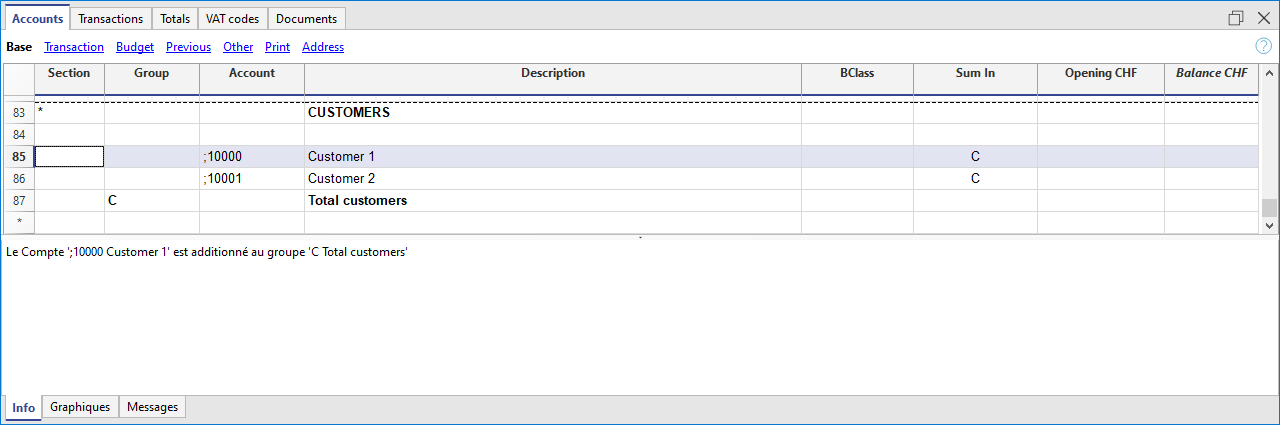 Accounts Transactions Totals VAT codes Documents
Base Transaction Budget Previous Other Print Address ?
Section Group Account Description BClass Sum In Opening CHF Balance CHF
83 * CUSTOMERS
84
85 ;10000 Customer 1 C
86 ;10001 Customer 2 C
87 C Total customers
*
Le Compte ';10000 Customer 1' est additionné au groupe 'C Total customers'
Info Graphiques Messages